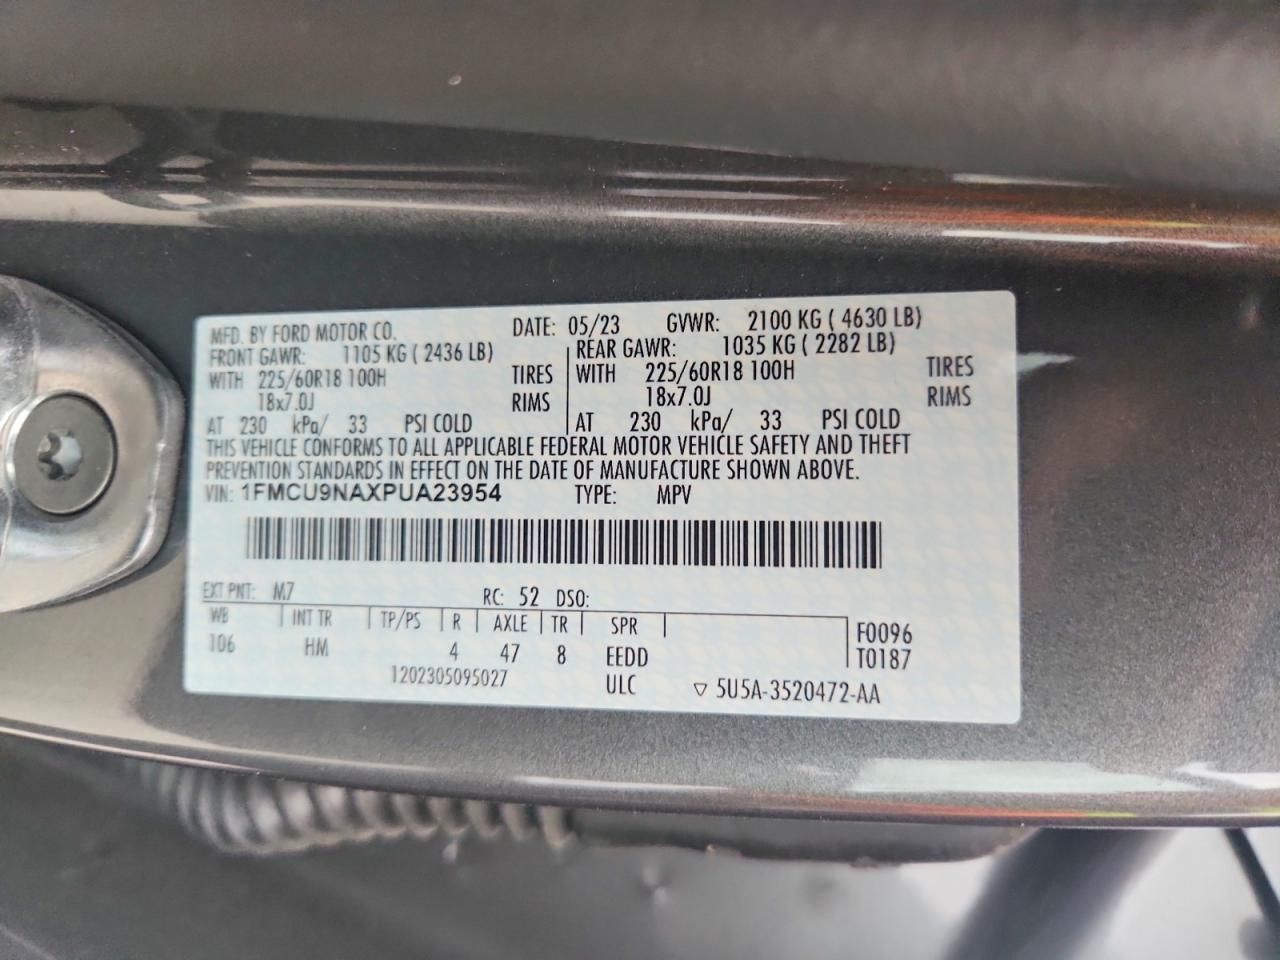 MFD. BY FORD MOTOR CO. DATE: 05/23 GVWR: 2100 KG ( 4630 LB)
FRONT GAWR: 1105 KG ( 2436 LB) REAR GAWR: 1035 KG ( 2282 LB)
WITH 225/60R18 100H TIRES WITH 225/60R18 100H TIRES
18x7.0J RIMS 18x7.0J RIMS
AT 230 kPa/ 33 PSI COLD AT 230 kPa/ 33 PSI COLD
THIS VEHICLE CONFORMS TO ALL APPLICABLE FEDERAL MOTOR VEHICLE SAFETY AND THEFT
PREVENTION STANDARDS IN EFFECT ON THE DATE OF MANUFACTURE SHOWN ABOVE.
VIN: 1FMCU9NAXPUA23954 TYPE: MPV
EXT PNT: M7 RC: 52 DSO:
WB INT TR TP/PS R AXLE TR SPR F0096
106 HM 4 47 8 EEDD T0187
1202305095027 ULC ▽ 5U5A-3520472-AA